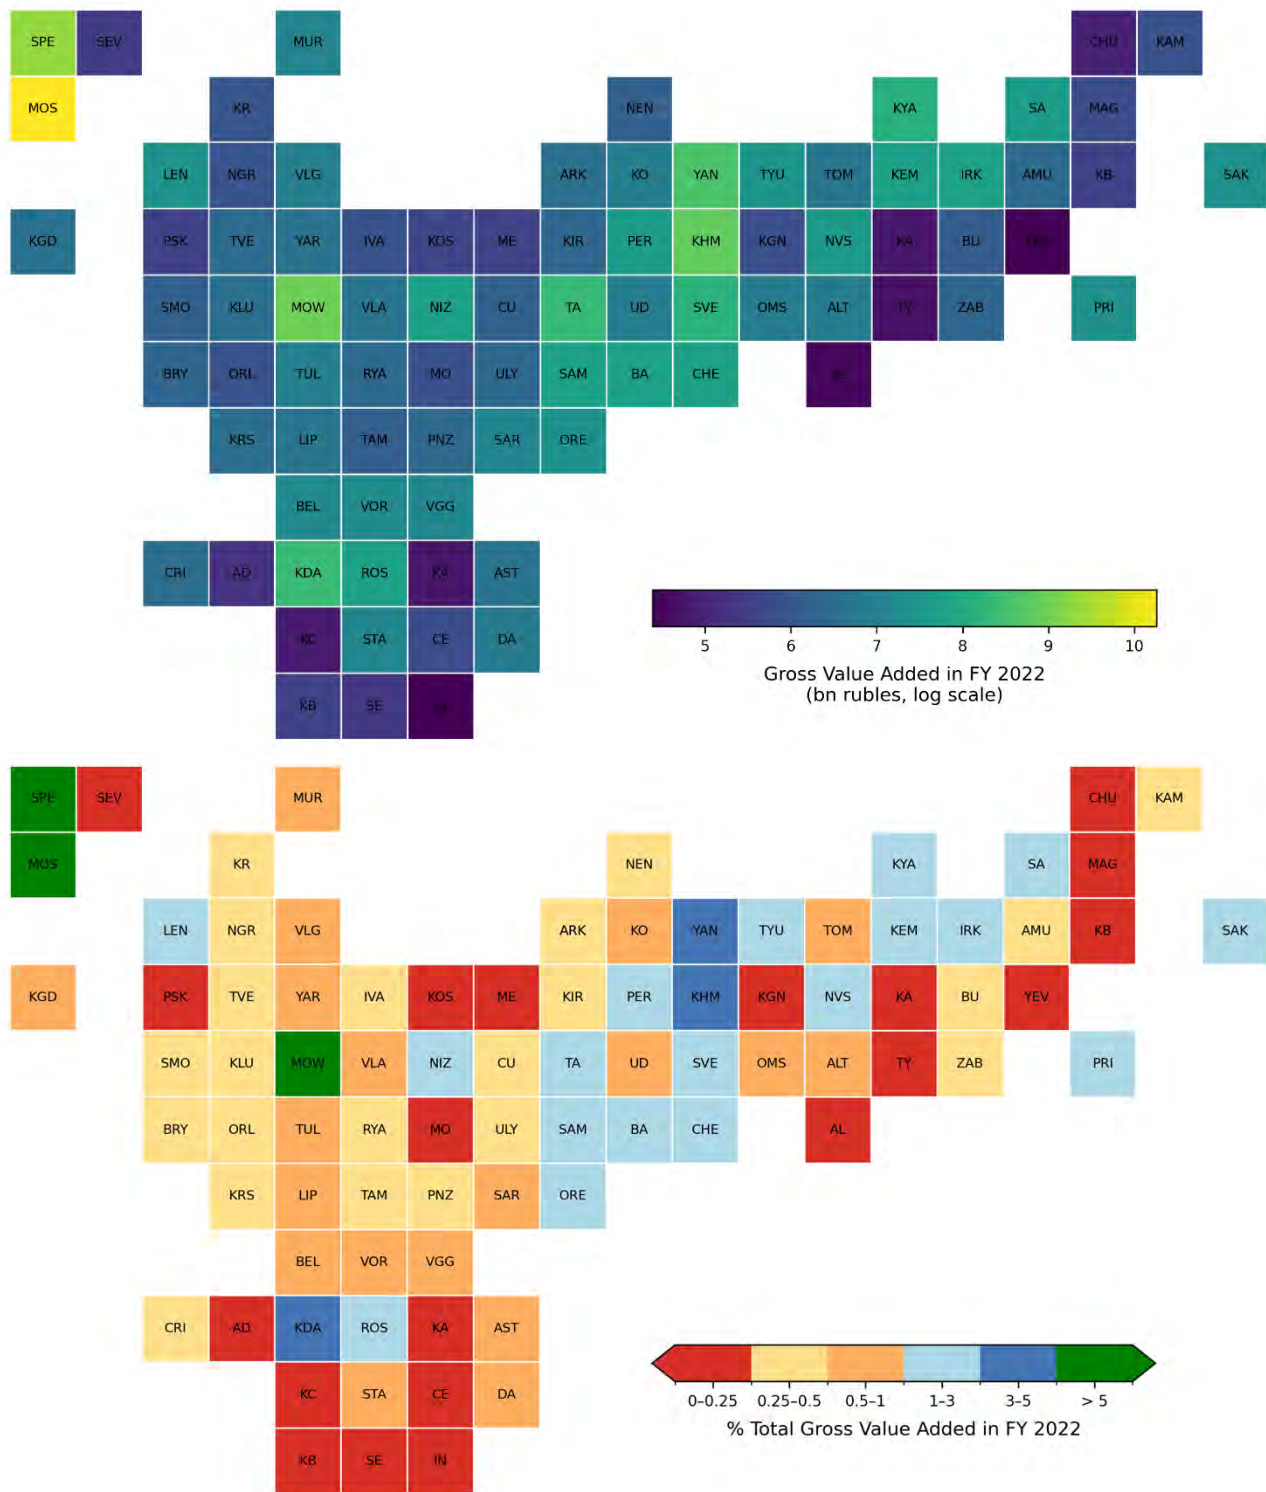 SPE SEV MUR CHU KAM
MOS KR NEN KYA SA MAG
LEN NGR VLG ARK KO YAN TYU TOM KEM IRK AMU KB SAK
KGD PSK TVE YAR IVA KOS ME KIR PER KHM KGN NVS KA BU YEV
SMO KLU MOW VLA NIZ CU TA UD SVE OMS ALT TY ZAB PRI
BRY ORL TUL RYA MO ULY SAM BA CHE AL
KRS LIP TAM PNZ SAR ORE
BEL VOR VGG
CRI AD KDA ROS KA AST
KC STA CE DA
KB SE IN
5 6 7 8 9 10
Gross Value Added in FY 2022
(bn rubles, log scale)
SPE SEV MUR CHU KAM
MOS KR NEN KYA SA MAG
LEN NGR VLG ARK KO YAN TYU TOM KEM IRK AMU KB SAK
KGD PSK TVE YAR IVA KOS ME KIR PER KHM KGN NVS KA BU YEV
SMO KLU MOW VLA NIZ CU TA UD SVE OMS ALT TY ZAB PRI
BRY ORL TUL RYA MO ULY SAM BA CHE AL
KRS LIP TAM PNZ SAR ORE
BEL VOR VGG
CRI AD KDA ROS KA AST
KC STA CE DA
KB SE IN
0–0.25 0.25–0.5 0.5–1 1–3 3–5 > 5
% Total Gross Value Added in FY 2022